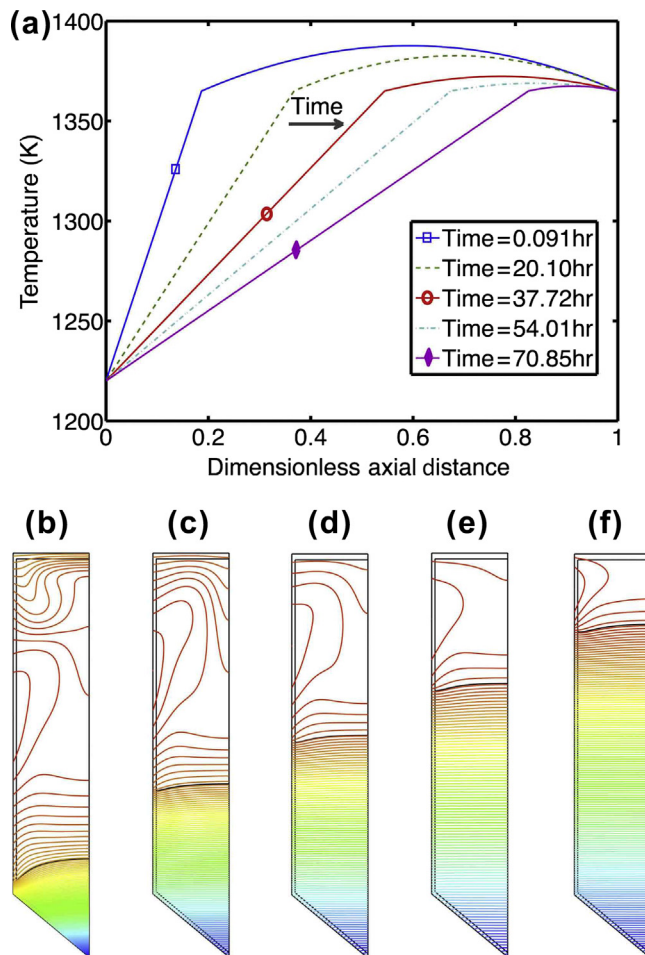 (a)
1400
1350
1300
1250
1200
Temperature (K)
Time
Time=0.091hr
Time=20.10hr
Time=37.72hr
Time=54.01hr
Time=70.85hr
0 0.2 0.4 0.6 0.8 1
Dimensionless axial distance
(b) (c) (d) (e) (f)